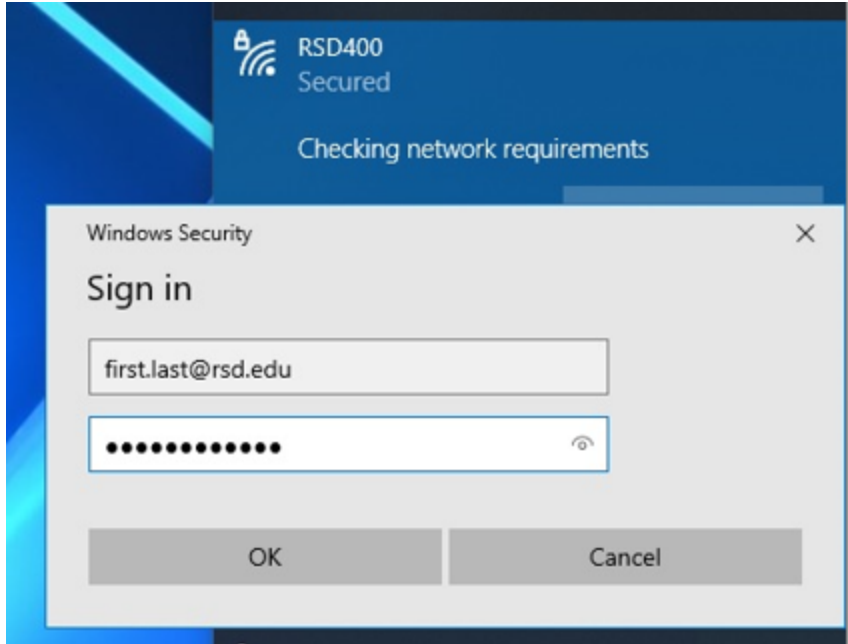 RSD400
Secured
Checking network requirements
Windows Security
Sign in
first.last@rsd.edu
••••••••••••
OK
Cancel